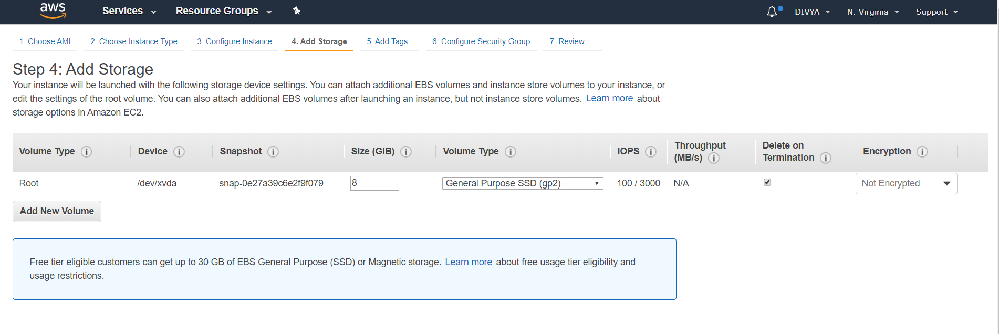 aws Services Resource Groups DIVYA N. Virginia Support
1. Choose AMI 2. Choose Instance Type 3. Configure Instance 4. Add Storage 5. Add Tags 6. Configure Security Group 7. Review
Step 4: Add Storage
Your instance will be launched with the following storage device settings. You can attach additional EBS volumes and instance store volumes to your instance, or
edit the settings of the root volume. You can also attach additional EBS volumes after launching an instance, but not instance store volumes. Learn more about
storage options in Amazon EC2.
Volume Type i Device i Snapshot i Size (GiB) i Volume Type i IOPS i Throughput (MB/s) i Delete on Termination i Encryption i
Root /dev/xvda snap-0e27a39c6e2f9f079 8 General Purpose SSD (gp2) 100 / 3000 N/A Not Encrypted
Add New Volume
Free tier eligible customers can get up to 30 GB of EBS General Purpose (SSD) or Magnetic storage. Learn more about free usage tier eligibility and
usage restrictions.